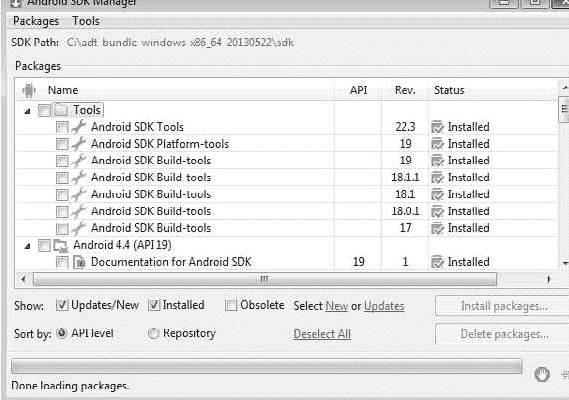 Android SDK Manager
Packages Tools
SDK Path: C:\adt_bundle_windows_x86_64_20130522\sdk
Packages
Name API Rev. Status
Tools
Android SDK Tools 22.3 Installed
Android SDK Platform-tools 19 Installed
Android SDK Build-tools 19 Installed
Android SDK Build-tools 18.1.1 Installed
Android SDK Build-tools 18.1 Installed
Android SDK Build-tools 18.0.1 Installed
Android SDK Build-tools 17 Installed
Android 4.4 (API 19)
Documentation for Android SDK 19 1 Installed
Show: Updates/New Installed Obsolete Select New or Updates Install packages...
Sort by: API level Repository Deselect All Delete packages...
Done loading packages.